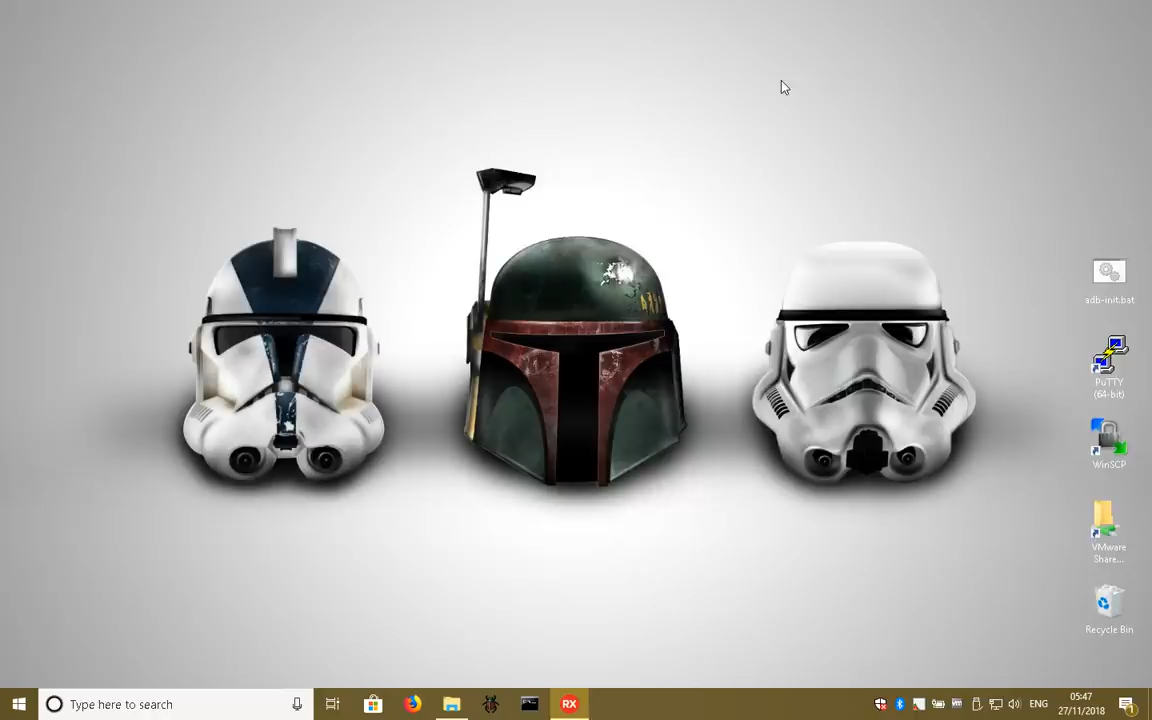 adb-init.bat
PuTTY
(64-bit)
WinSCP
VMware
Share...
Recycle Bin
Type here to search
RX
ENG
05:47
27/11/2018
1